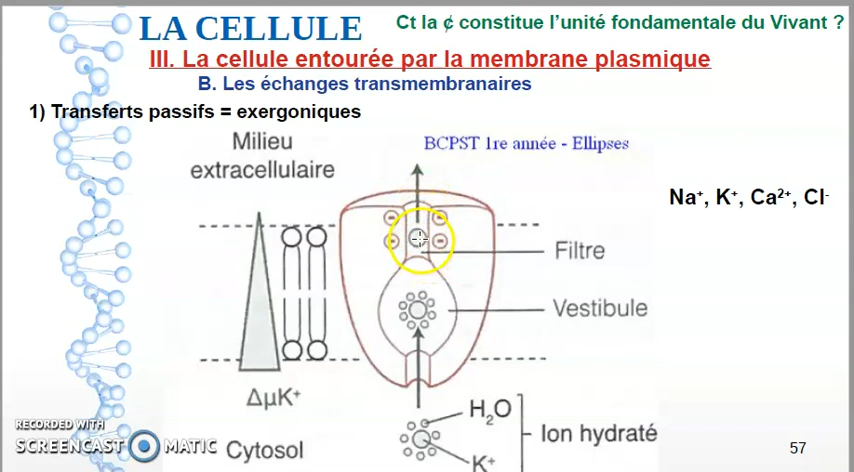 LA CELLULE
Ct la ¢ constitue l’unité fondamentale du Vivant ?
III. La cellule entourée par la membrane plasmique
B. Les échanges transmembranaires
1) Transferts passifs = exergoniques
Milieu
extracellulaire
BCPST 1re année - Ellipses
Na⁺, K⁺, Ca²⁺, Cl⁻
Filtre
Vestibule
ΔμK⁺
H₂O
Ion hydraté
K⁺
Cytosol
RECORDED WITH
SCREENCAST MATIC
57